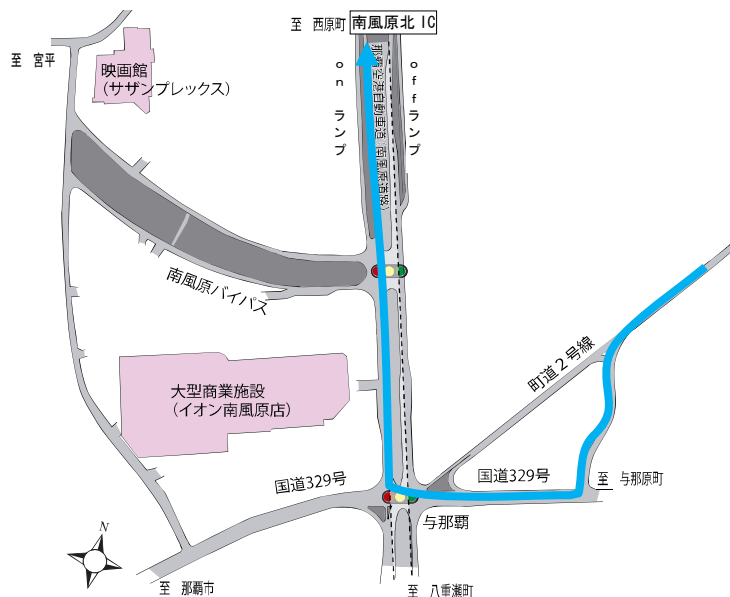 至 西原町
南風原北 IC
至 宮平
映画館
(サザンプレックス)
on ランプ
那覇空港自動車道(南風原道路)
offランプ
南風原バイパス
町道2号線
大型商業施設
(イオン南風原店)
国道329号
国道329号
至 与那原町
与那覇
N
至 那覇市
至 八重瀬町